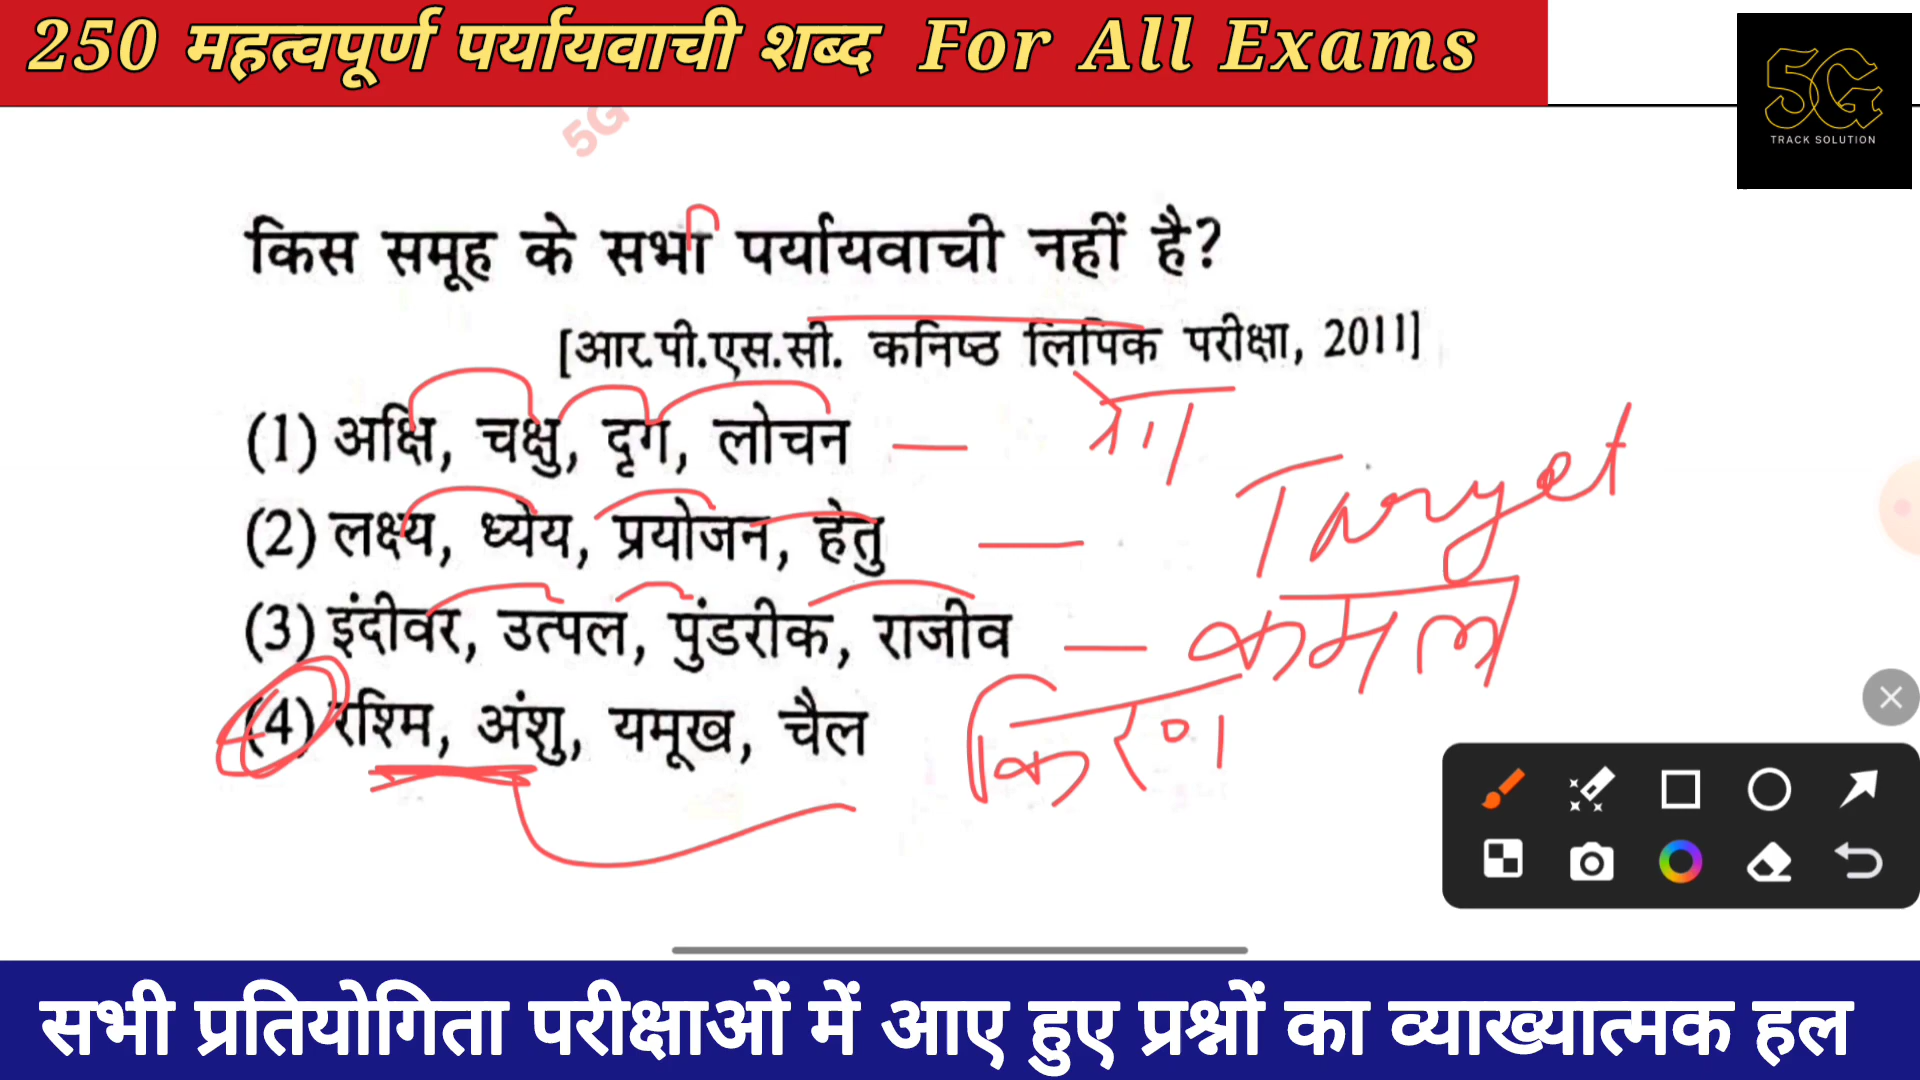 250 महत्वपूर्ण पर्यायवाची शब्द For All Exams
5G
TRACK SOLUTION
5G
किस समूह के सभी पर्यायवाची नहीं है?
[आर.पी.एस.सी. कनिष्ठ लिपिक परीक्षा, 2011]
(1) अक्षि, चक्षु, दृग, लोचन —
(2) लक्ष्य, ध्येय, प्रयोजन, हेतु — Target
(3) इंदीवर, उत्पल, पुंडरीक, राजीव — कमल
(4) रश्मि, अंशु, यमूख, चैल किरण
सभी प्रतियोगिता परीक्षाओं में आए हुए प्रश्नों का व्याख्यात्मक हल